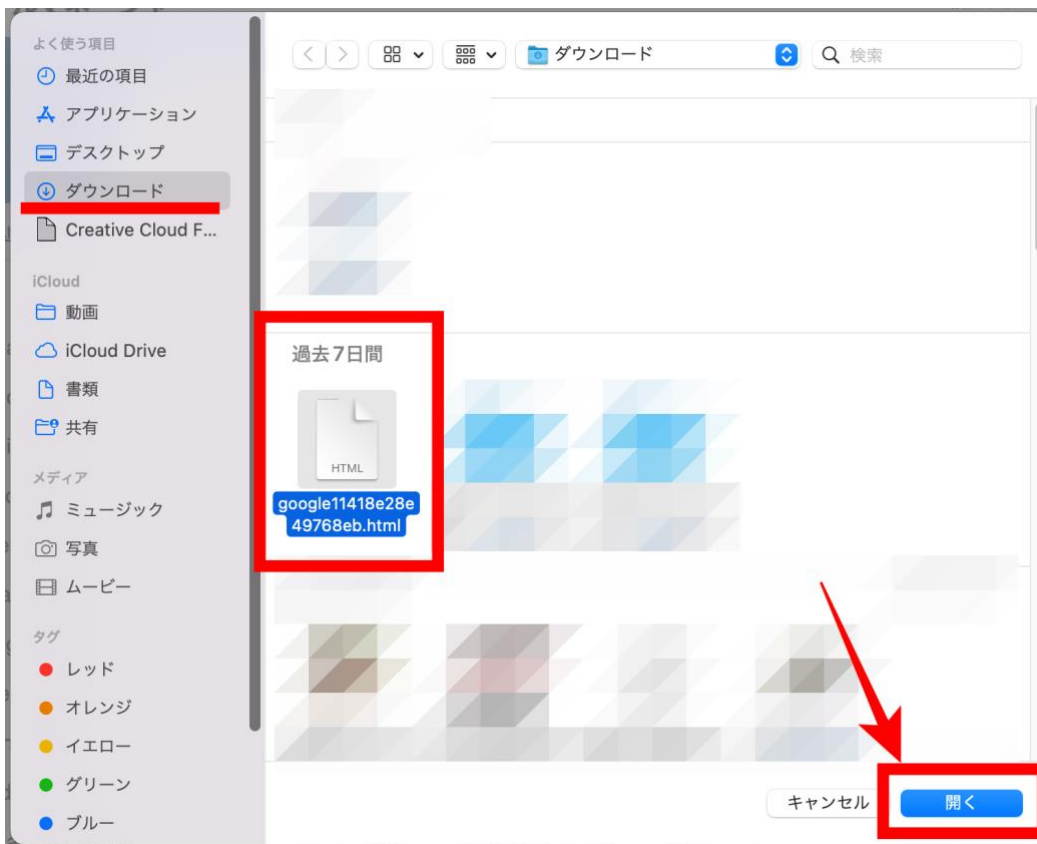 よく使う項目
最近の項目
アプリケーション
デスクトップ
ダウンロード
Creative Cloud F...
iCloud
動画
iCloud Drive
書類
共有
メディア
ミュージック
写真
ムービー
タグ
レッド
オレンジ
イエロー
グリーン
ブルー
ダウンロード
検索
過去7日間
HTML
google11418e28e
49768eb.html
キャンセル
開く